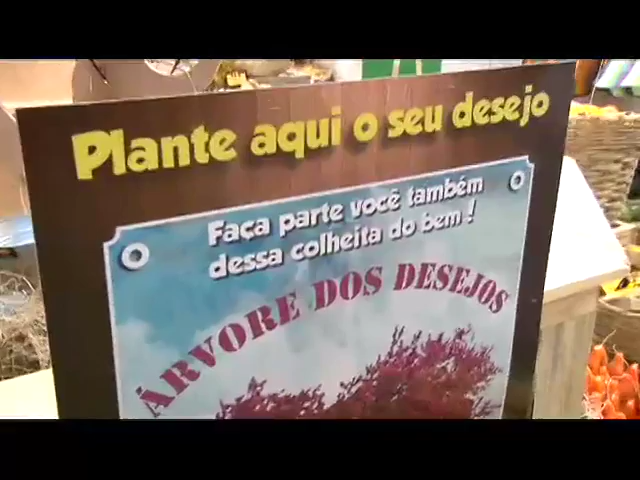 Plante aqui o seu desejo
Faça parte você também
dessa colheita do bem!
ÁRVORE DOS DESEJOS